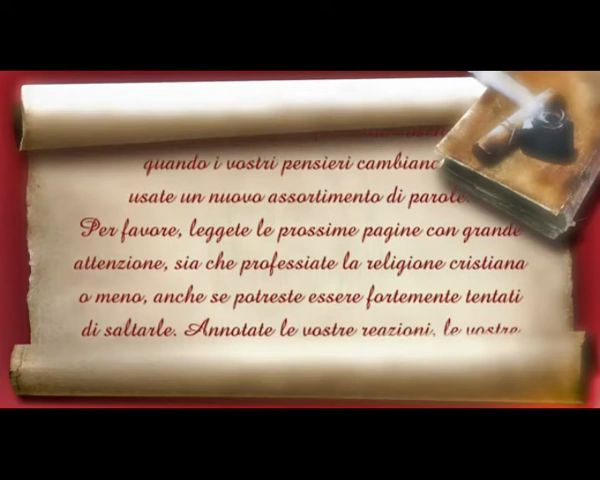 quando i vostri pensieri cambiano
usate un nuovo assortimento di parole.
Per favore, leggete le prossime pagine con grande
attenzione, sia che professiate la religione cristiana
o meno, anche se potreste essere fortemente tentati
di saltarle. Annotate le vostre reazioni, le vostre